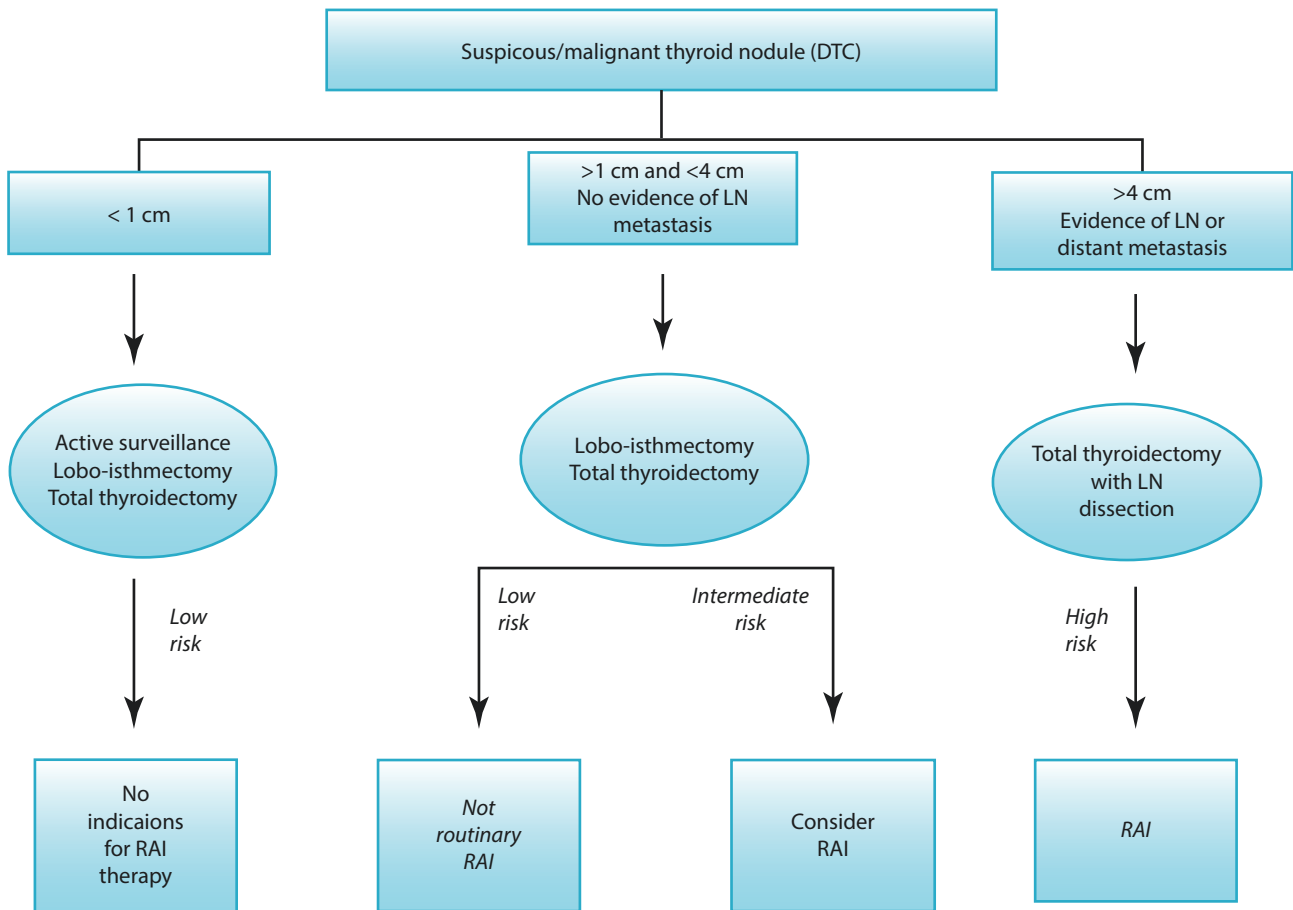 Suspicous/malignant thyroid nodule (DTC)
< 1 cm
>1 cm and <4 cm
No evidence of LN
metastasis
>4 cm
Evidence of LN or
distant metastasis
Active surveillance
Lobo-isthmectomy
Total thyroidectomy
Lobo-isthmectomy
Total thyroidectomy
Total thyroidectomy
with LN
dissection
Low
risk
Low
risk
Intermediate
risk
High
risk
No
indicaions
for RAI
therapy
Not
routinary
RAI
Consider
RAI
RAI